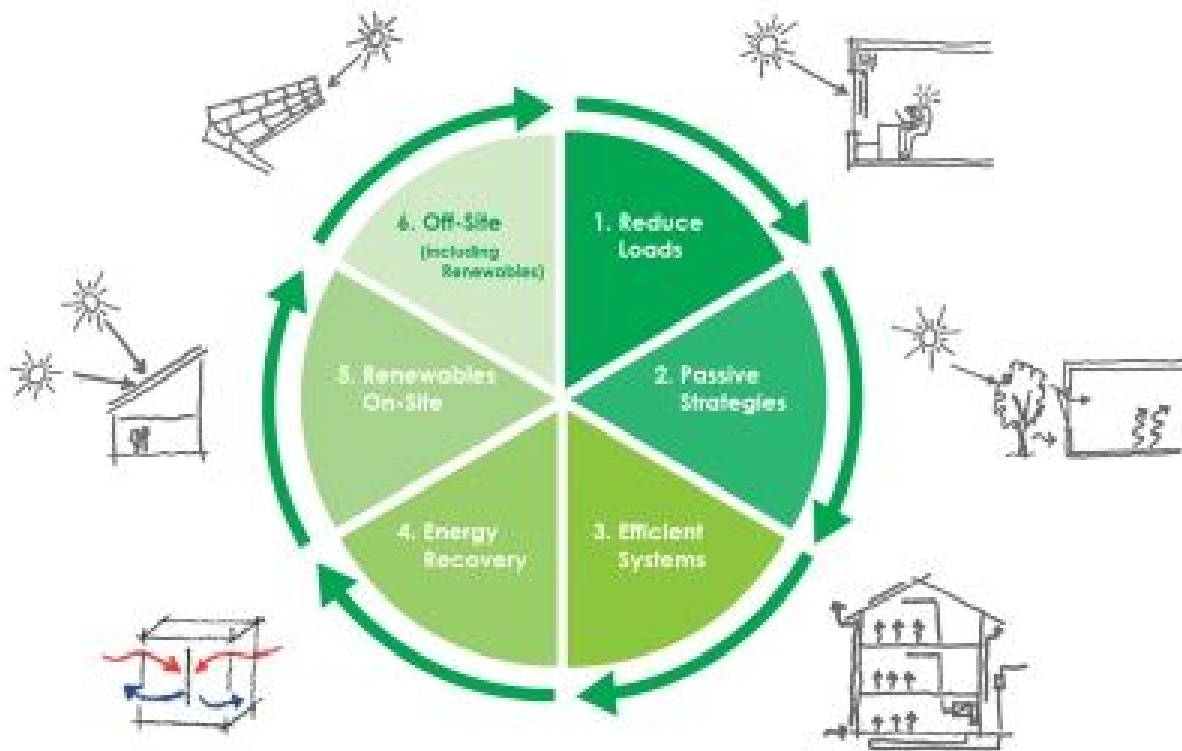 1. Reduce
Loads
2. Passive
Strategies
3. Efficient
Systems
4. Energy
Recovery
5. Renewables
On-Site
6. Off-Site
(including
Renewables)